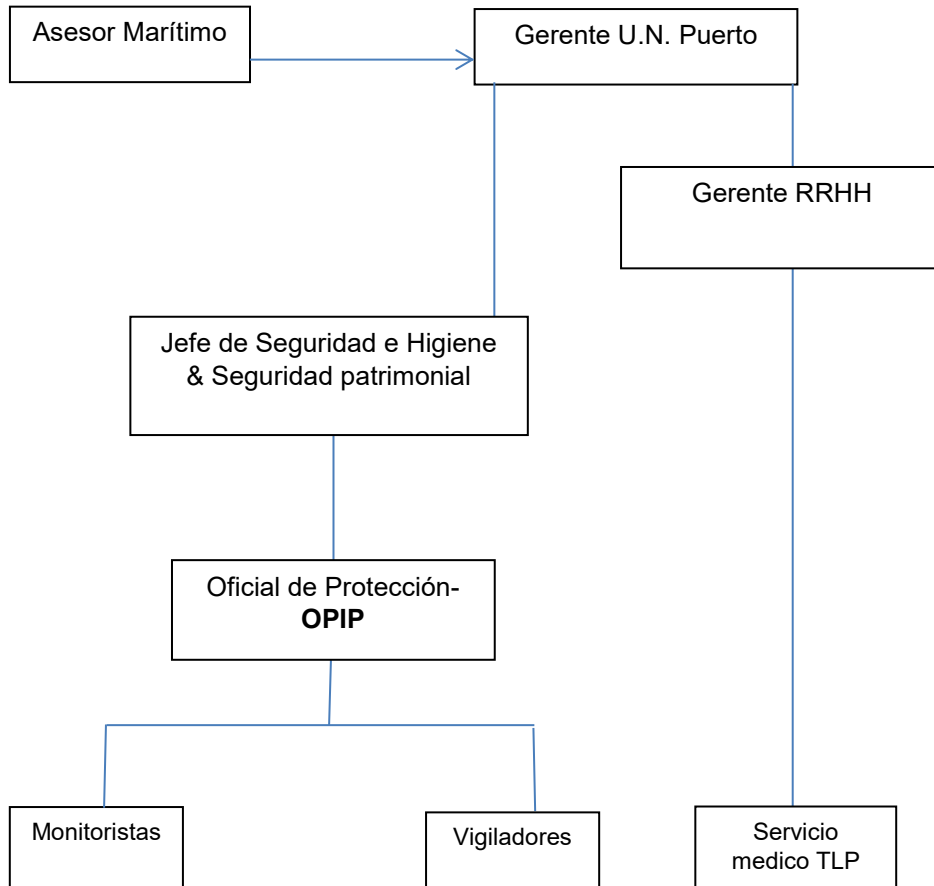 Asesor Marítimo
Gerente U.N. Puerto
Gerente RRHH
Jefe de Seguridad e Higiene
& Seguridad patrimonial
Oficial de Protección-
OPIP
Monitoristas
Vigiladores
Servicio
medico TLP